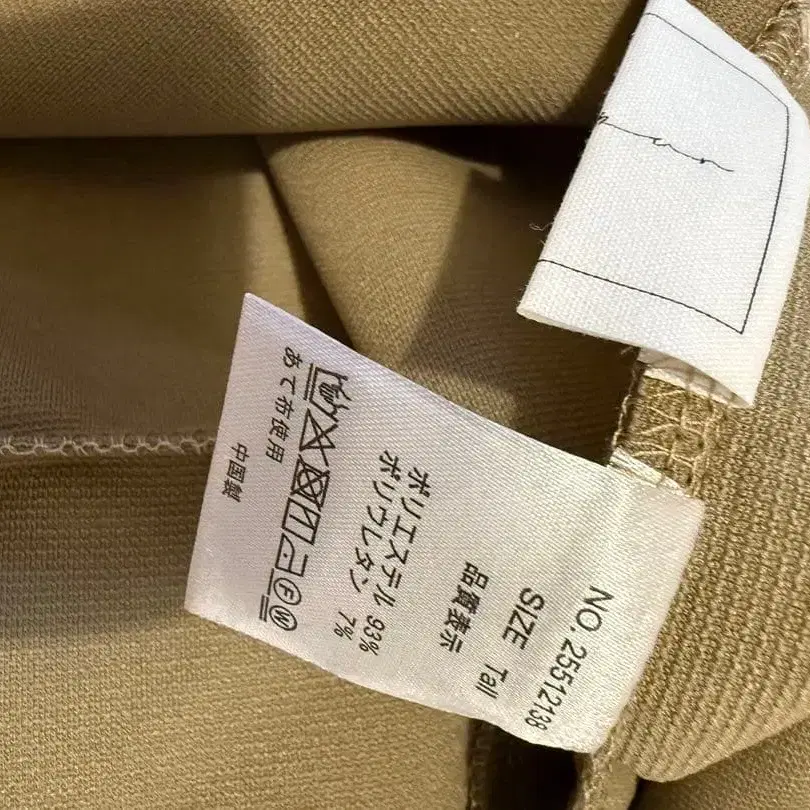 NO. 25512138
SIZE Tall
品質表示
ポリエステル 93%
ポリウレタン 7%
F W
あて布使用
中国製